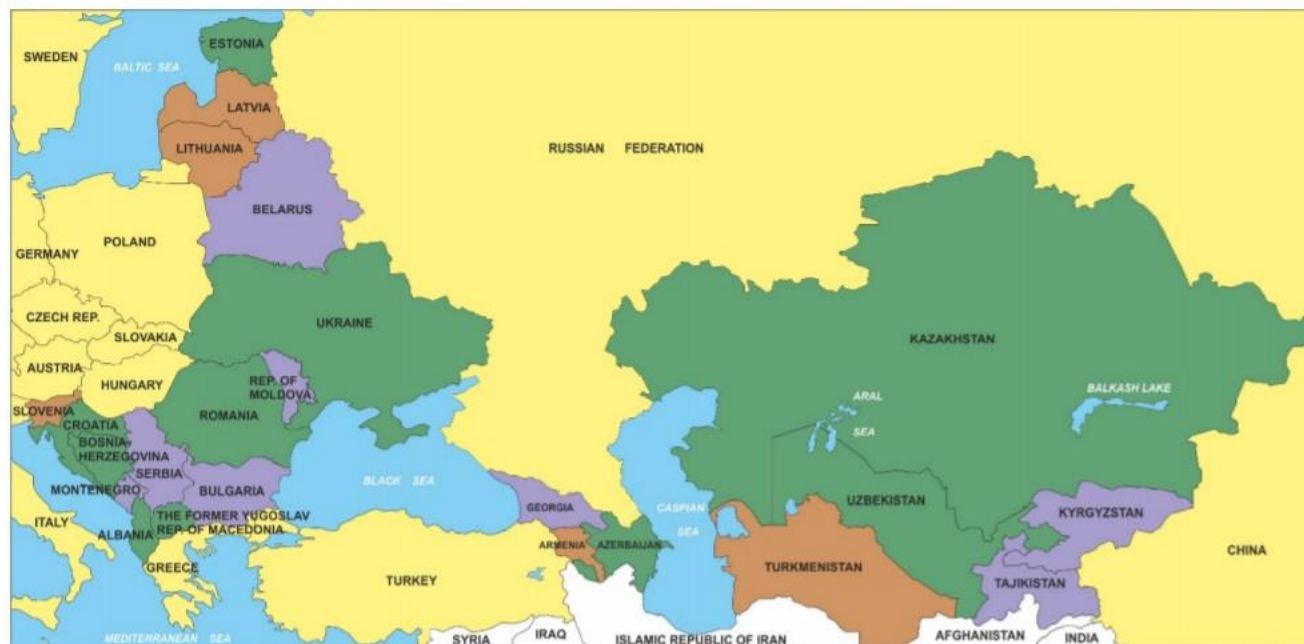 ESTONIA
SWEDEN
BALTIC SEA
LATVIA
LITHUANIA
RUSSIAN FEDERATION
BELARUS
POLAND
GERMANY
CZECH REP.
UKRAINE
SLOVAKIA
KAZAKHSTAN
AUSTRIA
HUNGARY
REP. OF
MOLDOVA
BALKASH LAKE
ARAL
SEA
SLOVENIA
ROMANIA
CROATIA
BOSNIA-
HERZEGOVINA
SERBIA
BLACK SEA
MONTENEGRO
BULGARIA
UZBEKISTAN
GEORGIA
CASPIAN
SEA
KYRGYZSTAN
ITALY
THE FORMER YUGOSLAV
REP. OF MACEDONIA
ALBANIA
ARMENIA
AZERBAIJAN
CHINA
GREECE
TURKEY
TURKMENISTAN
TAJIKISTAN
MEDITERRANEAN SEA
SYRIA
IRAQ
ISLAMIC REPUBLIC OF IRAN
AFGHANISTAN
INDIA